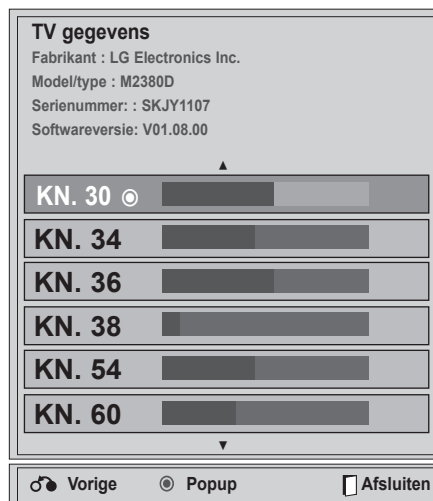 TV gegevens
Fabrikant : LG Electronics Inc.
Model/type : M2380D
Serienummer: : SKJY1107
Softwareversie: V01.08.00
KN. 30
KN. 34
KN. 36
KN. 38
KN. 54
KN. 60
Vorige Popup Afsluiten